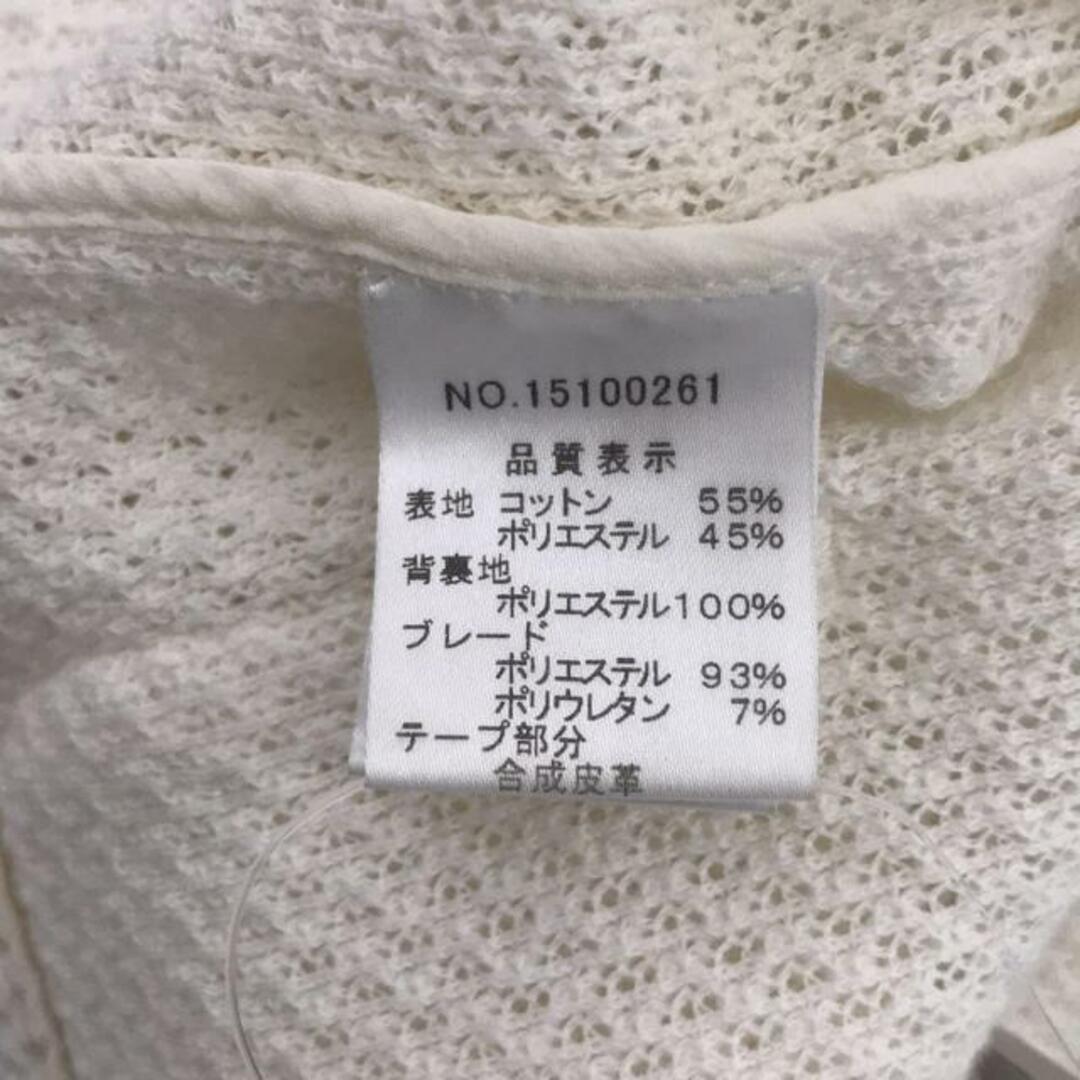 NO.15100261
品質表示
表地 コットン 55%
ポリエステル 45%
背裏地
ポリエステル100%
ブレード
ポリエステル 93%
ポリウレタン 7%
テープ部分
合成皮革